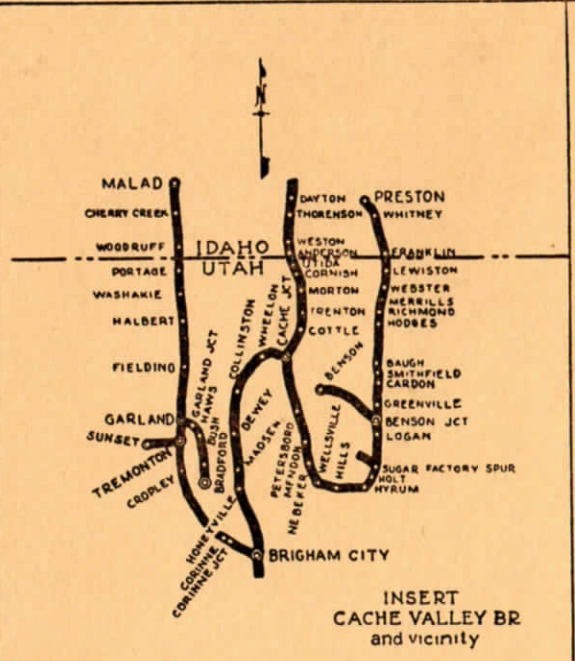 N
MALAD
CHERRY CREEK
WOODRUFF
PORTAGE
WASHAKIE
HALBERT
FIELDING
GARLAND
SUNSET
TREMONTON
CROPLEY
GARLAND JCT
HAWS
BUSH
BRADFORD
IDAHO
UTAH
DAYTON
THORENSON
WESTON
ANDERSON
UTIDA
CORNISH
MORTON
TRENTON
COTTLE
CACHE JCT
WHEELON
COLLINSTON
DEWEY
MADSEN
HONEYVILLE
CORINNE
CORINNE JCT
BRIGHAM CITY
PETERSBORO
MENDON
NEBEKER
WELLSVILLE
HILLS
BENSON
PRESTON
WHITNEY
FRANKLIN
LEWISTON
WEBSTER
MERRILLS
RICHMOND
HODGES
BAUGH
SMITHFIELD
CARDON
GREENVILLE
BENSON JCT
LOGAN
SUGAR FACTORY SPUR
HOLT
HYRUM
INSERT
CACHE VALLEY BR
and vicinity